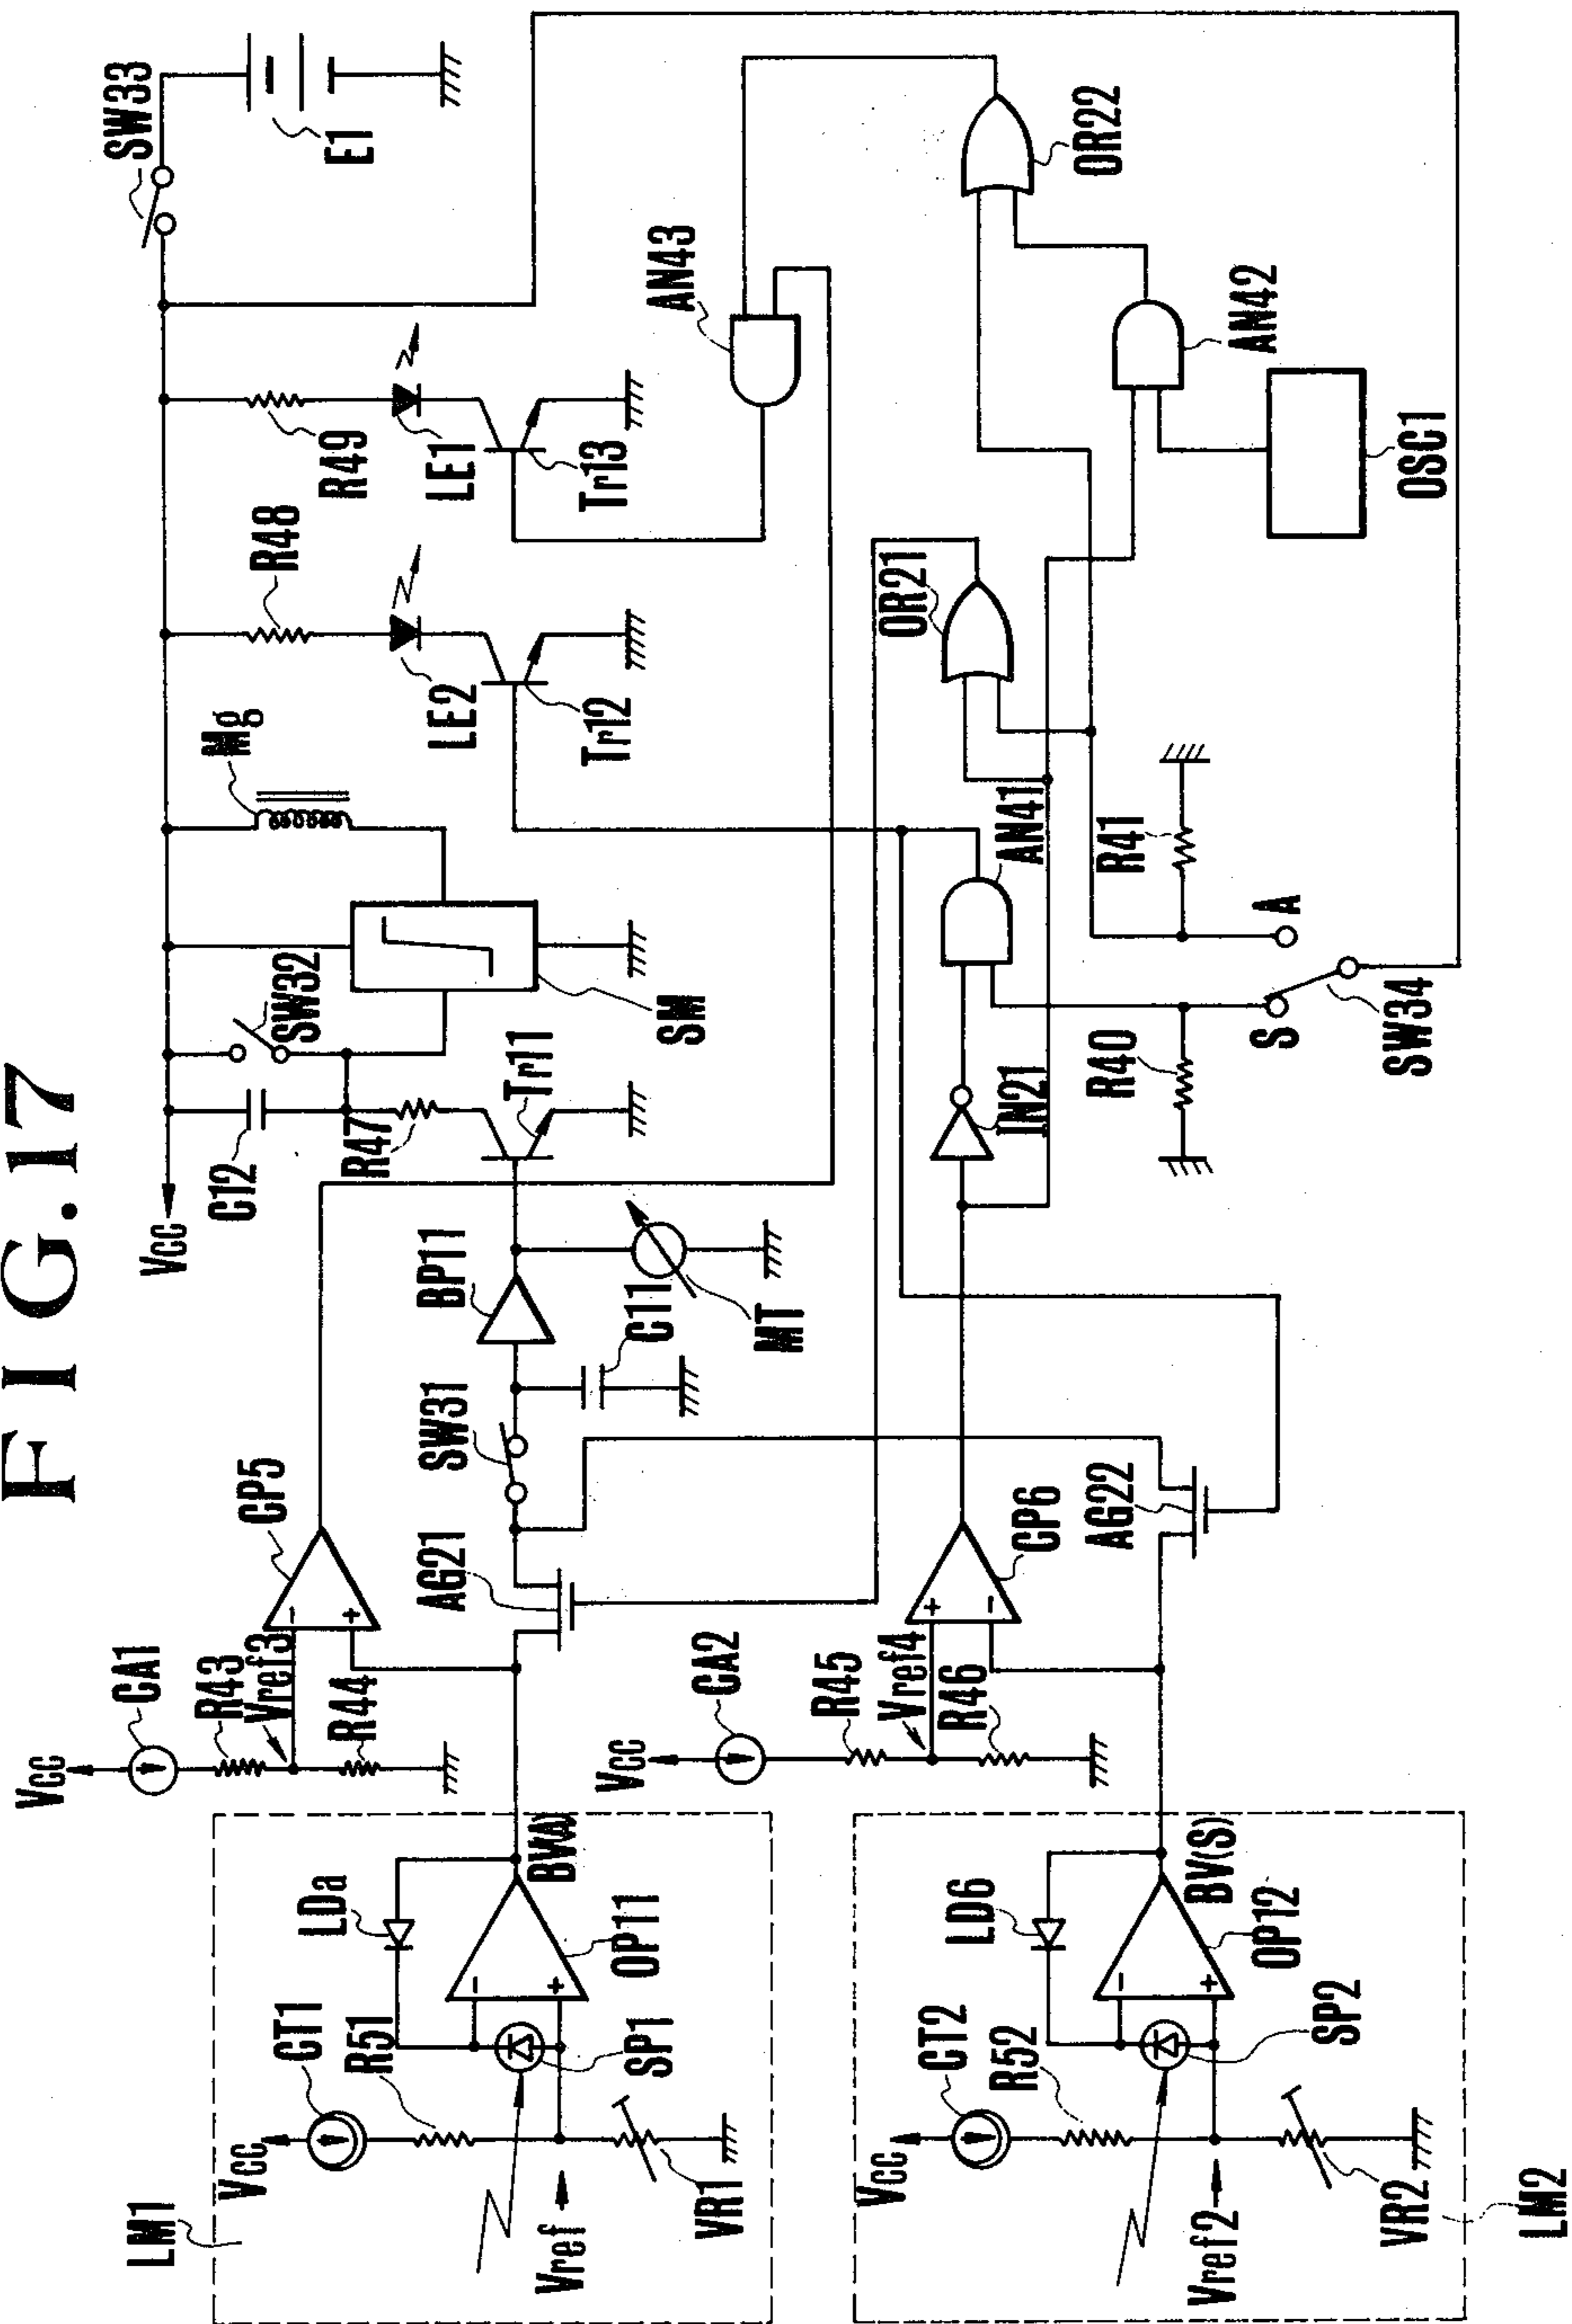 FIG.17
SW33
E1
R49
LE1
Tr13
AN43
OR22
AN42
OSC1
R48
LE2
Tr12
OR21
Mg
SM
SW32
AN41
R41
A
S
SW34
R40
IN21
Tr11
R47
C12
Vcc
BP11
C11
MT
SW31
CP5
AG21
CP6
AG22
CA1
Vcc
R43
Vref3
R44
CA2
Vcc
R45
Vref4
R46
LDa
BV(A)
OP11
CT1
R51
SP1
Vcc
LM1
Vref
VR1
LD6
BV(S)
OP12
CT2
R52
SP2
Vcc
Vref2
VR2
LM2
- + - + - + + -